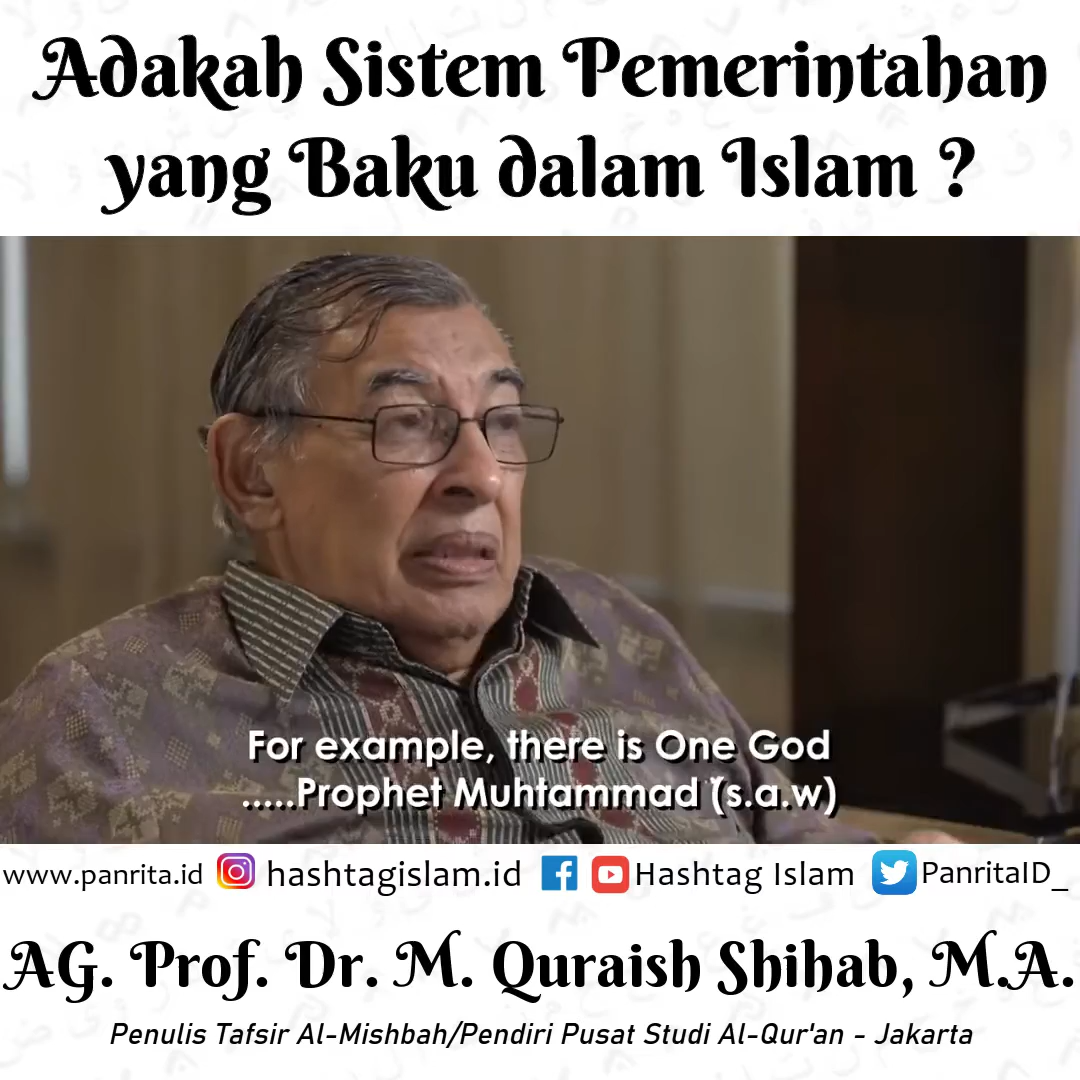 Adakah Sistem Pemerintahan
yang Baku dalam Islam ?
For example, there is One God
.....Prophet Muhtammad (s.a.w)
www.panrita.id hashtagislam.id Hashtag Islam PanritaID_
AG. Prof. Dr. M. Quraish Shihab, M.A.
Penulis Tafsir Al-Mishbah/Pendiri Pusat Studi Al-Qur'an - Jakarta